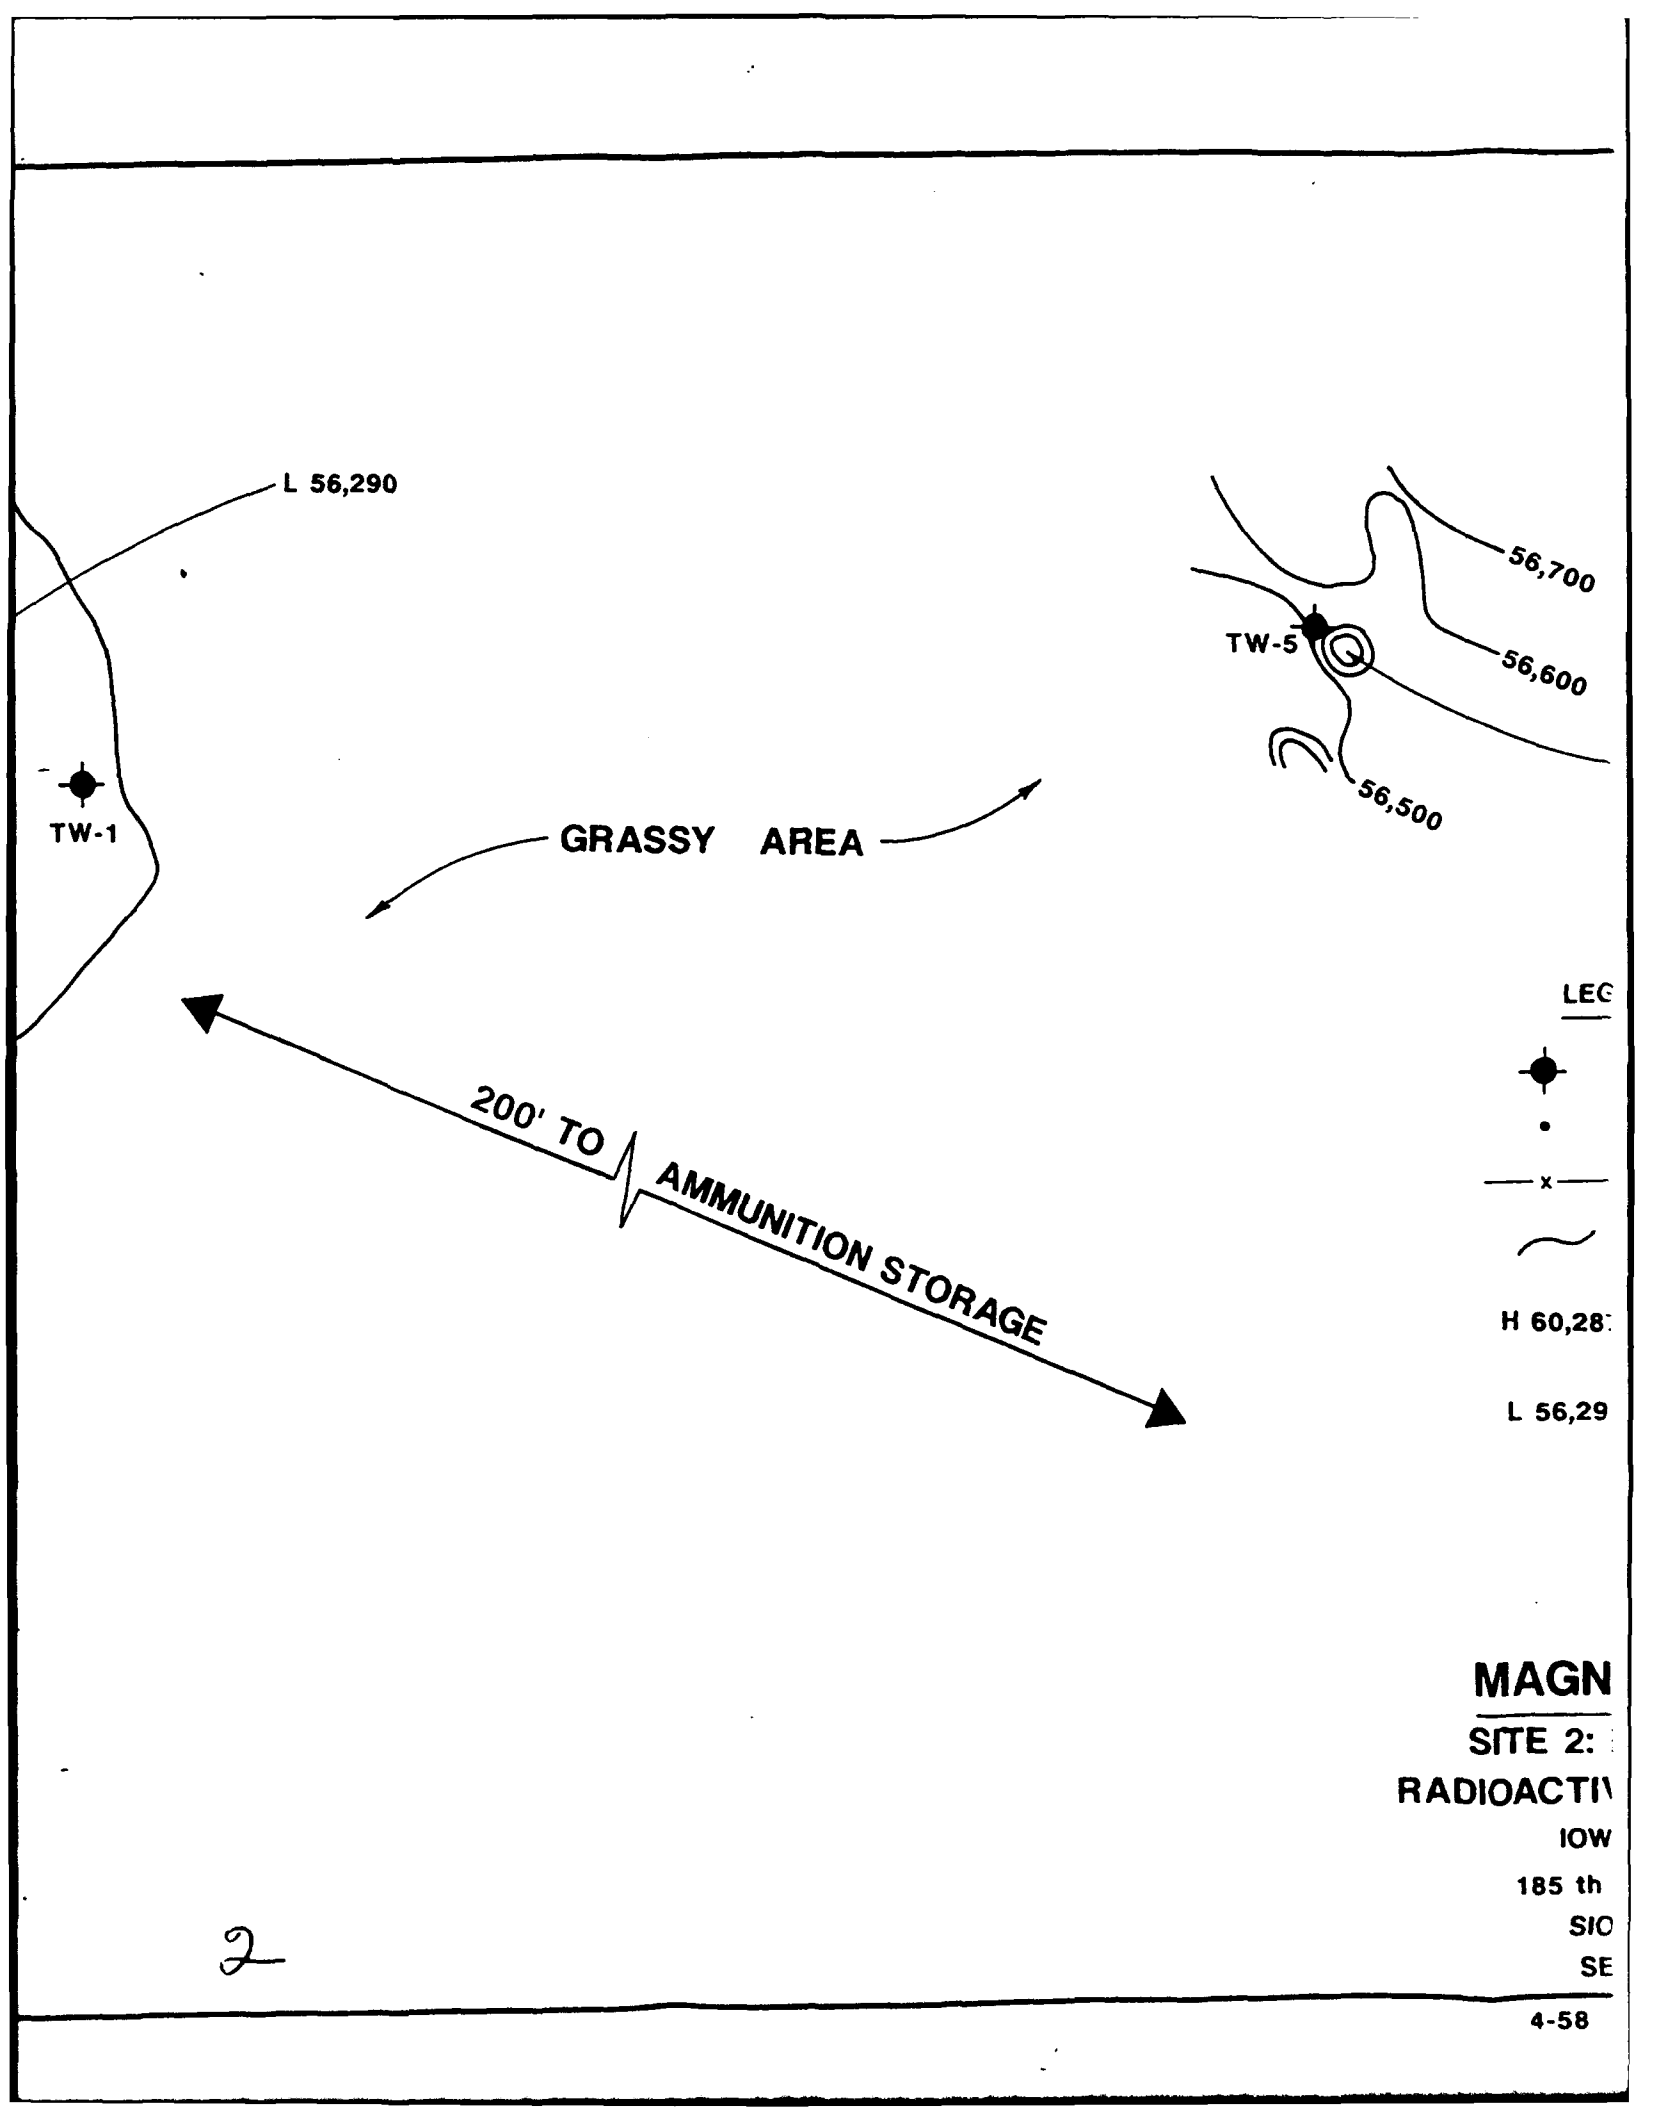 L 56,290
56,700
TW-5
56,600
56,500
TW-1
GRASSY AREA
LEG
200' TO
AMMUNITION STORAGE
x
H 60,28
L 56,29
MAGN
SITE 2:
RADIOACTI
IOW
185 th
SIO
SE
2
4-58